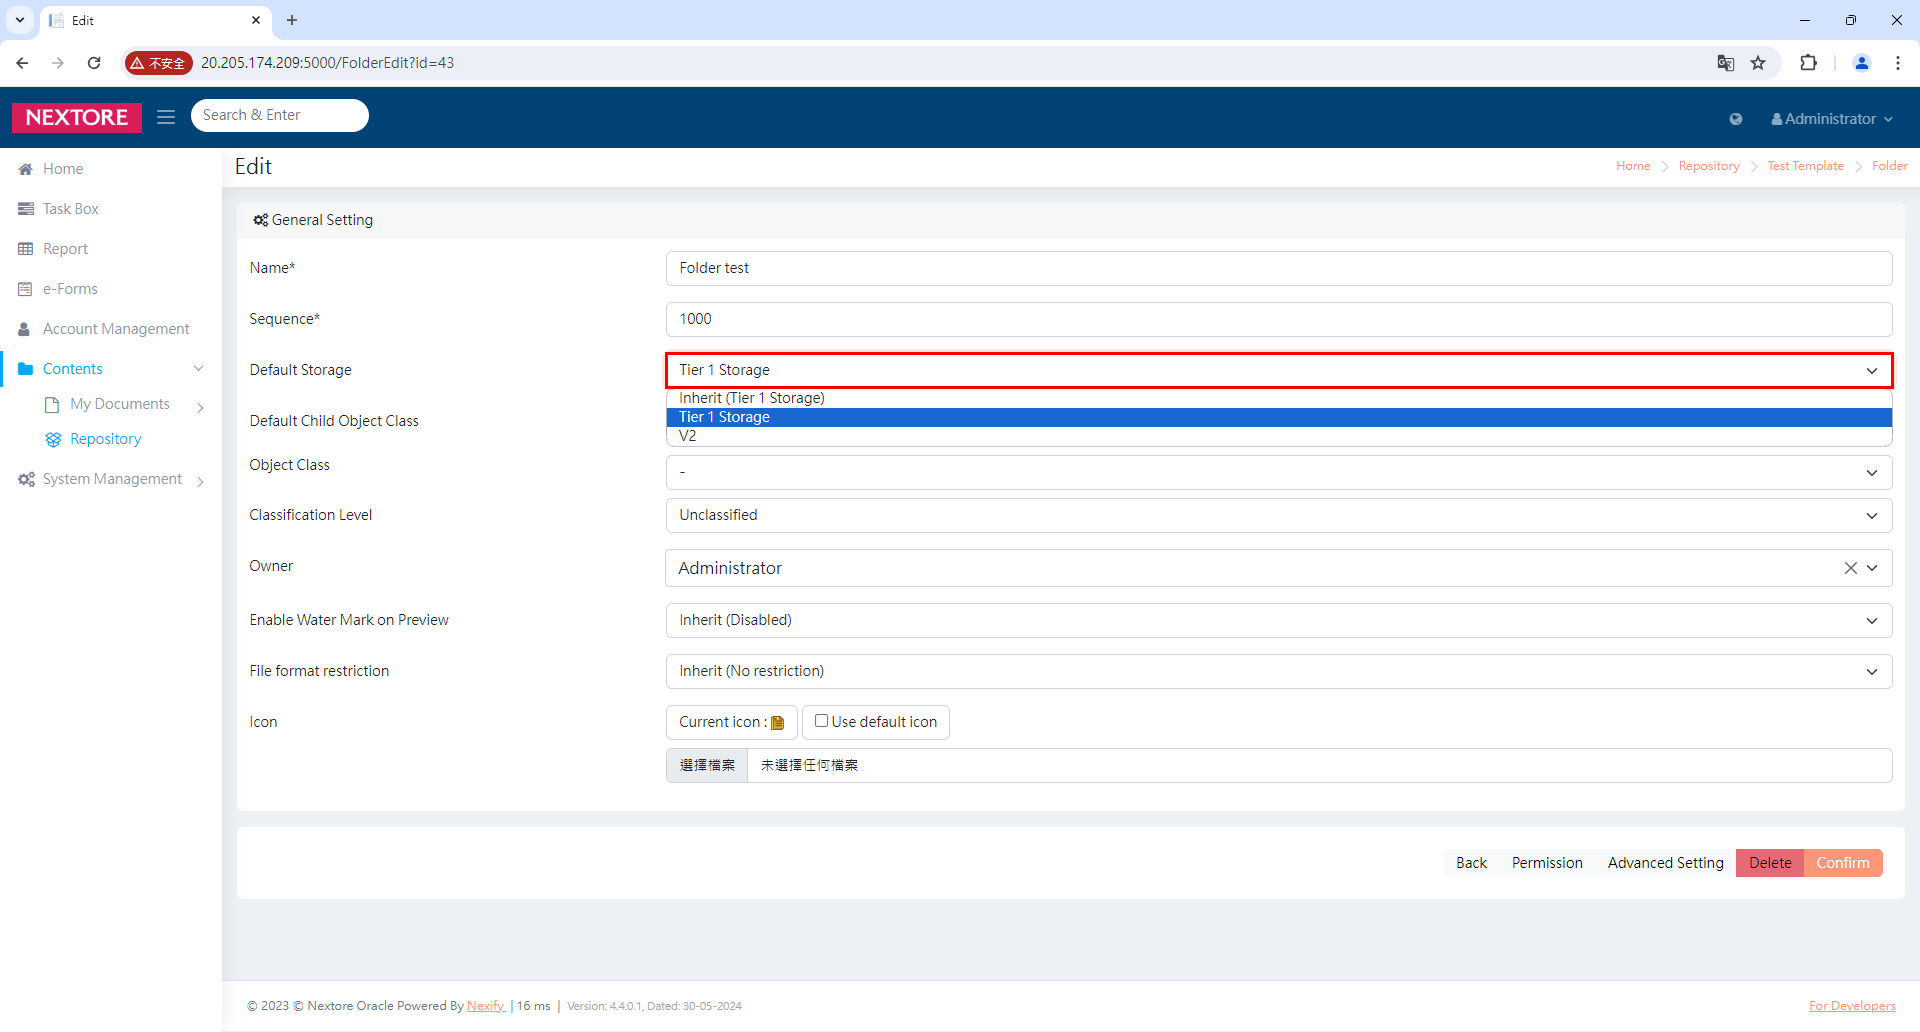 Edit
不安全
20.205.174.209:5000/FolderEdit?id=43
NEXTORE
Search & Enter
Administrator
Home
Task Box
Report
e-Forms
Account Management
Contents
My Documents
Repository
System Management
Edit
Home
Repository
Test Template
Folder
General Setting
Name*
Folder test
Sequence*
1000
Default Storage
Tier 1 Storage
Inherit (Tier 1 Storage)
Tier 1 Storage
V2
Default Child Object Class
Object Class
-
Classification Level
Unclassified
Owner
Administrator
Enable Water Mark on Preview
Inherit (Disabled)
File format restriction
Inherit (No restriction)
Icon
Current icon :
Use default icon
選擇檔案
未選擇任何檔案
Back
Permission
Advanced Setting
Delete
Confirm
© 2023 © Nextore Oracle Powered By Nexify | 16 ms | Version: 4.4.0.1, Dated: 30-05-2024
For Developers